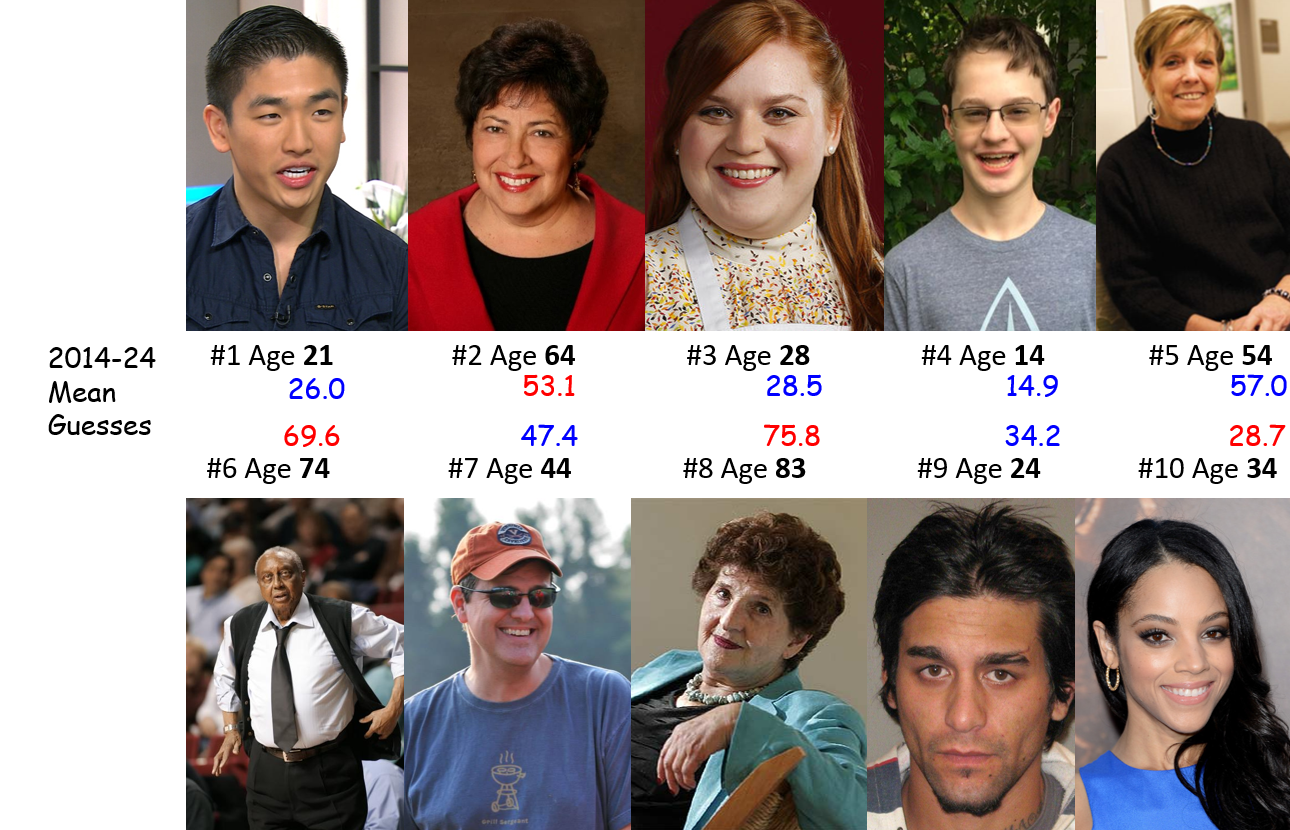 #1 Age 21
#2 Age 64
#3 Age 28
#4 Age 14
#5 Age 54
2014-24
Mean
Guesses
26.0
53.1
28.5
14.9
57.0
69.6
47.4
75.8
34.2
28.7
#6 Age 74
#7 Age 44
#8 Age 83
#9 Age 24
#10 Age 34
Grill Sergeant